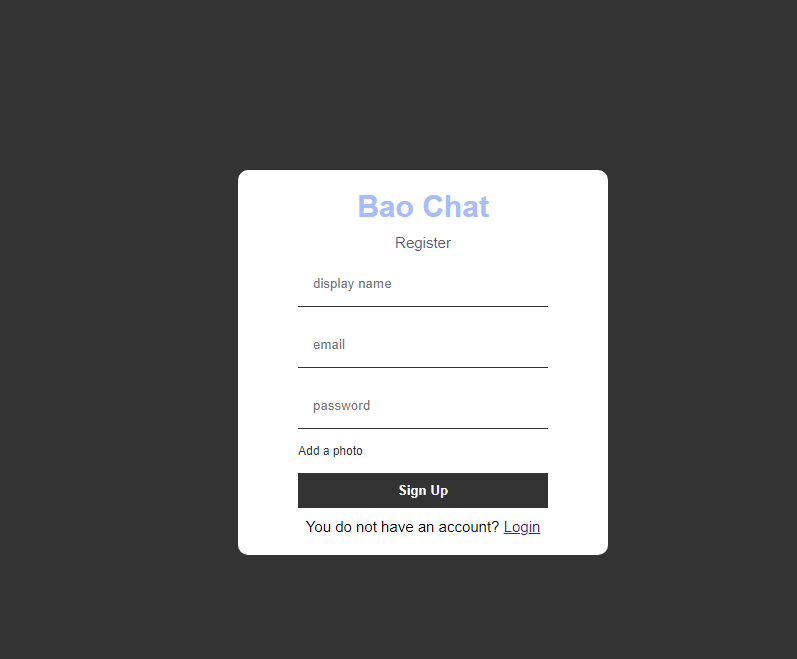 Bao Chat
Register
display name
email
password
Add a photo
Sign Up
You do not have an account? Login